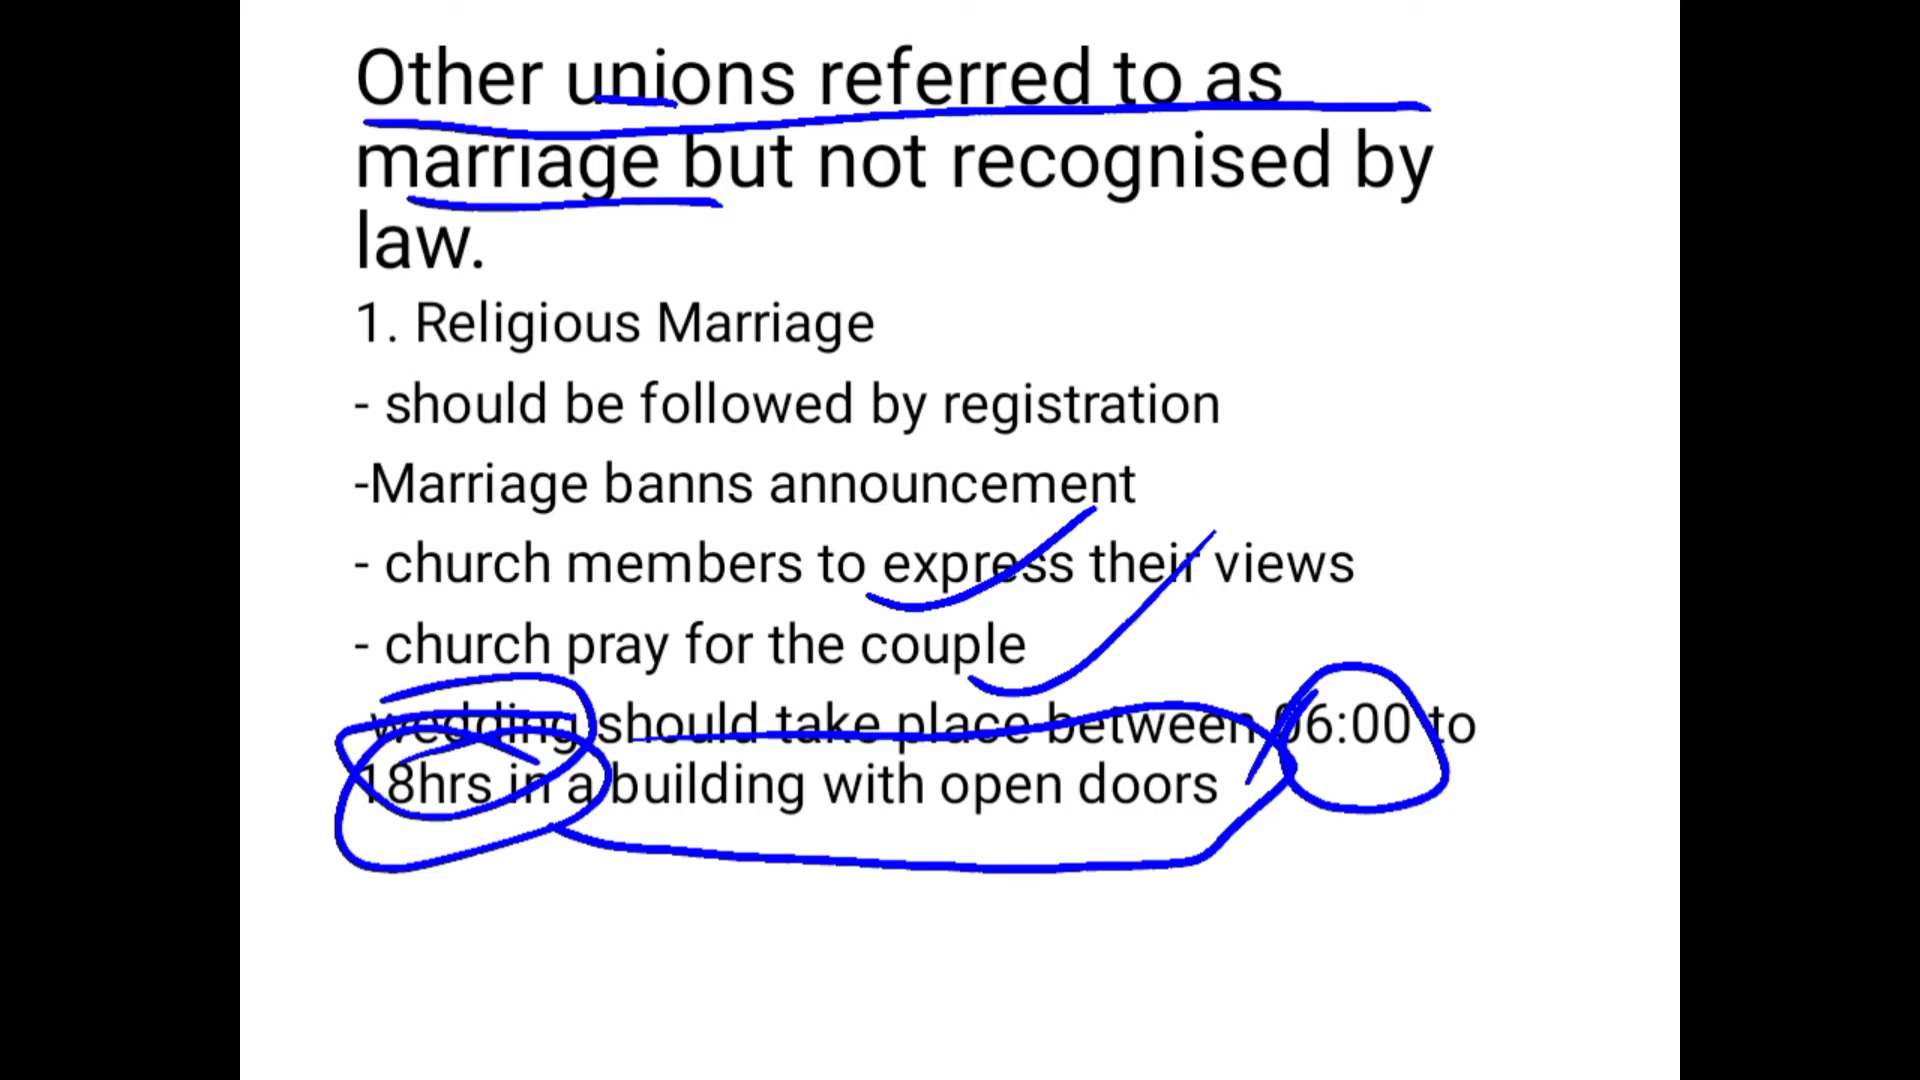 Other unions referred to as
marriage but not recognised by
law.
1. Religious Marriage
- should be followed by registration
-Marriage banns announcement
- church members to express their views
- church pray for the couple
wedding should take place between 06:00 to
18hrs in a building with open doors